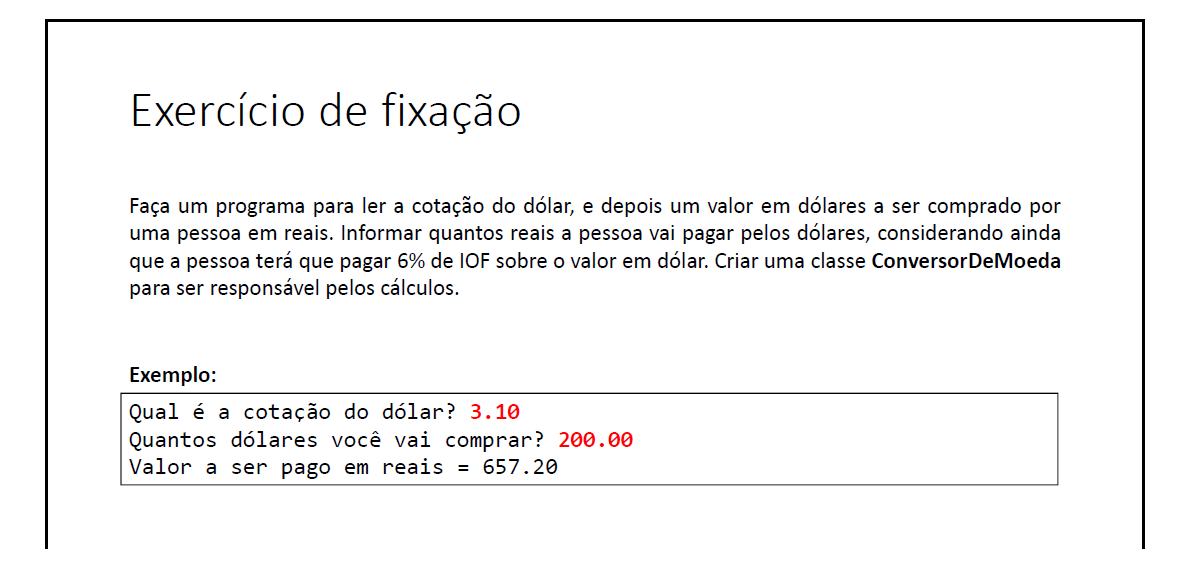 Exercício de fixação
Faça um programa para ler a cotação do dólar, e depois um valor em dólares a ser comprado por
uma pessoa em reais. Informar quantos reais a pessoa vai pagar pelos dólares, considerando ainda
que a pessoa terá que pagar 6% de IOF sobre o valor em dólar. Criar uma classe ConversorDeMoeda
para ser responsável pelos cálculos.
Exemplo:
Qual é a cotação do dólar? 3.10
Quantos dólares você vai comprar? 200.00
Valor a ser pago em reais = 657.20